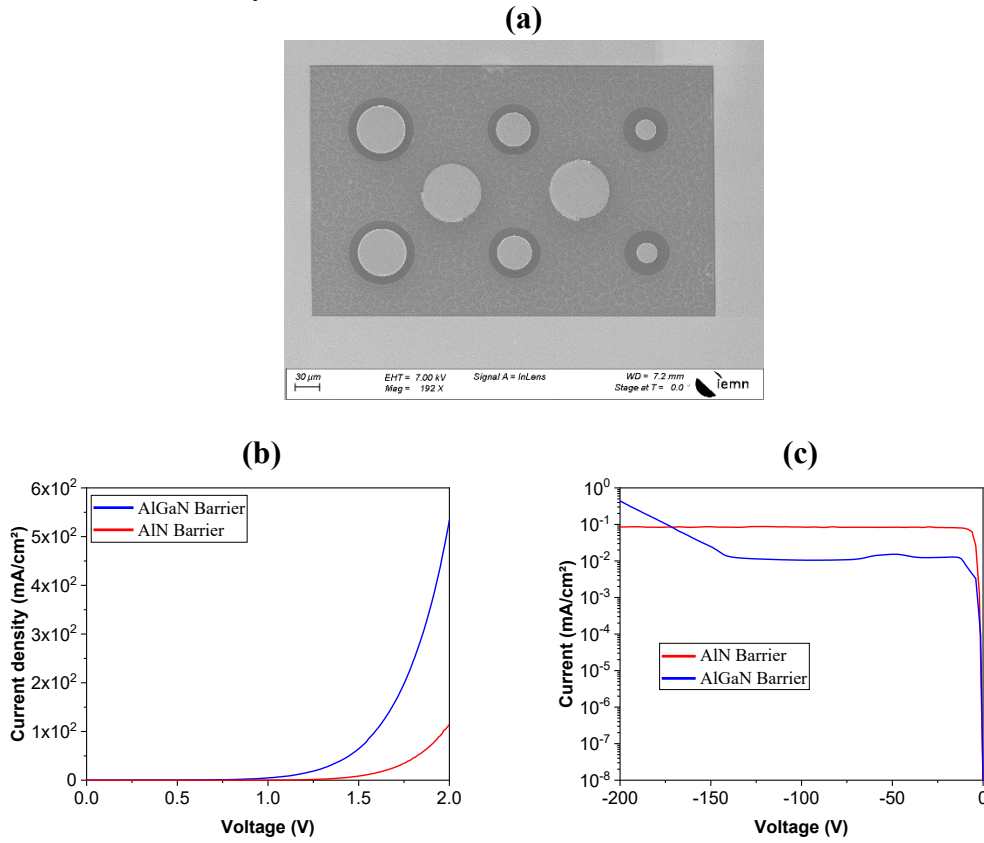 (a)
30 µm
EHT = 7.00 kV
Mag = 192 X
Signal A = InLens
WD = 7.2 mm
Stage at T = 0.0 °
iemn
(b)
6x10²
5x10²
4x10²
3x10²
2x10²
1x10²
0
AlGaN Barrier
AlN Barrier
Current density (mA/cm²)
0.0 0.5 1.0 1.5 2.0
Voltage (V)
(c)
10⁰
10⁻¹
10⁻²
10⁻³
10⁻⁴
10⁻⁵
10⁻⁶
10⁻⁷
10⁻⁸
AlN Barrier
AlGaN Barrier
Current (mA/cm²)
-200 -150 -100 -50 0
Voltage (V)